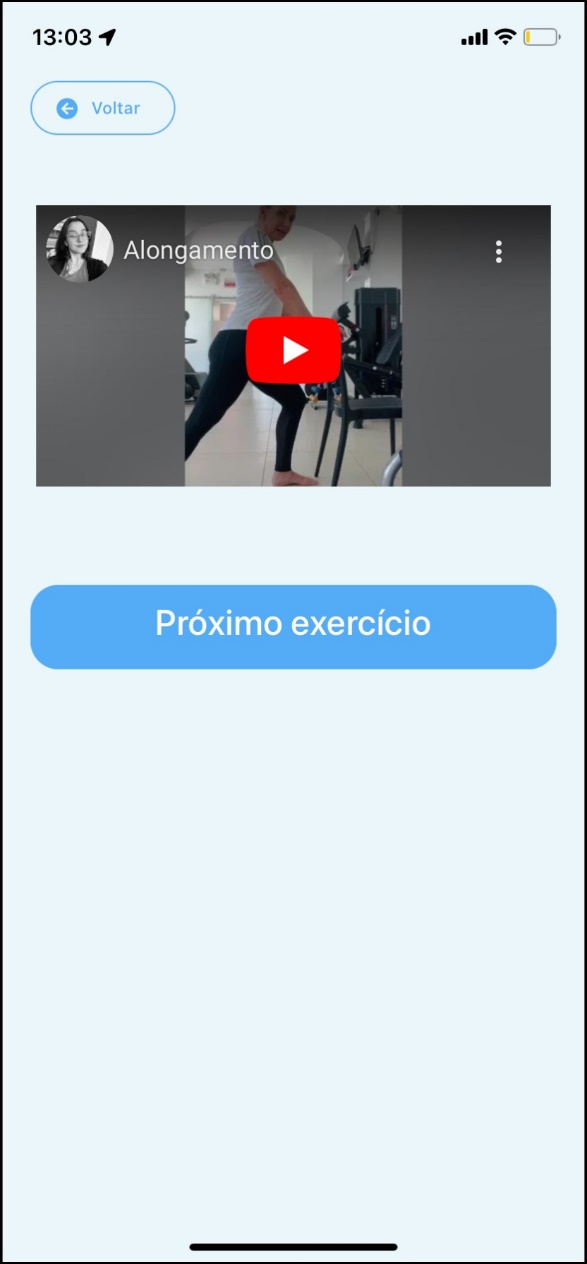 13:03
Voltar
Alongamento
Próximo exercício